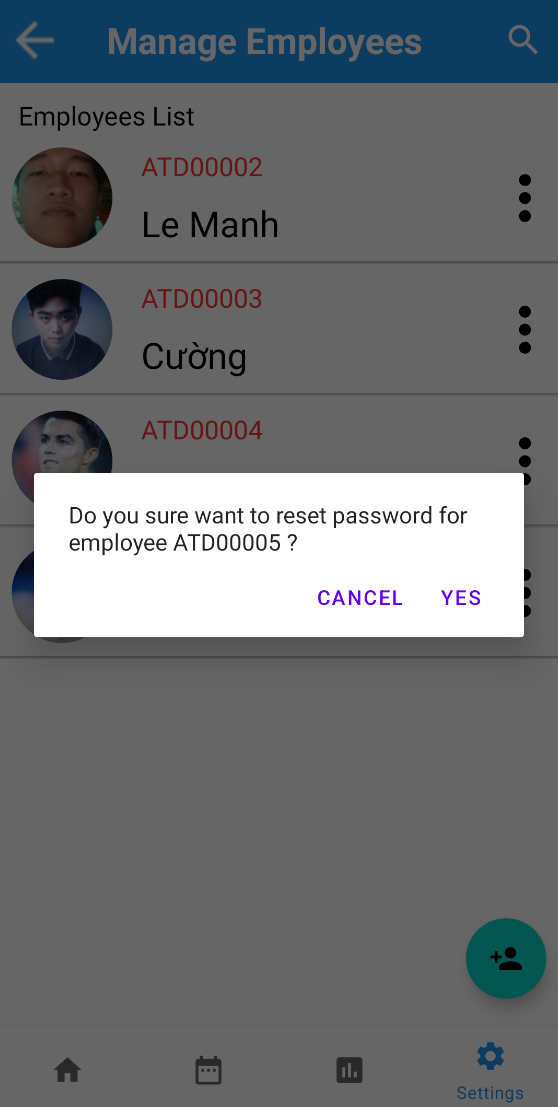 Manage Employees
Employees List
ATD00002
Le Manh
ATD00003
Cường
ATD00004
Do you sure want to reset password for
employee ATD00005 ?
CANCEL YES
Settings